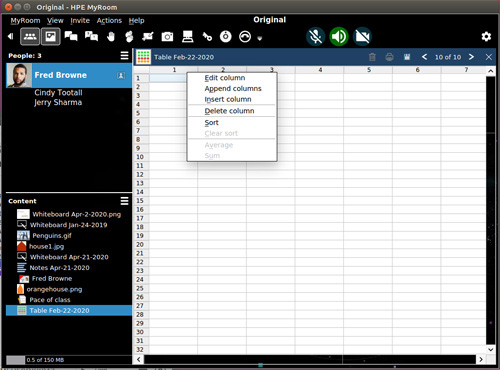 Original - HPE MyRoom
MyRoom View Invite Actions Help
Original
People: 3
Fred Browne
Cindy Tootall
Jerry Sharma
Content
Whiteboard Apr-2-2020.png
Whiteboard Jan-24-2019
Penguins.gif
house1.jpg
Whiteboard Apr-21-2020
Notes Apr-21-2020
Fred Browne
orangehouse.png
Pace of class
Table Feb-22-2020
0.5 of 150 MB
Table Feb-22-2020
10 of 10
1 2 3 4 5 6
1
2
3
4
5
6
7
8
9
10
11
12
13
14
15
16
17
18
19
20
21
22
23
24
25
26
27
28
29
30
31
32
Edit column
Append columns
Insert column
Delete column
Sort
Clear sort
Average
Sum